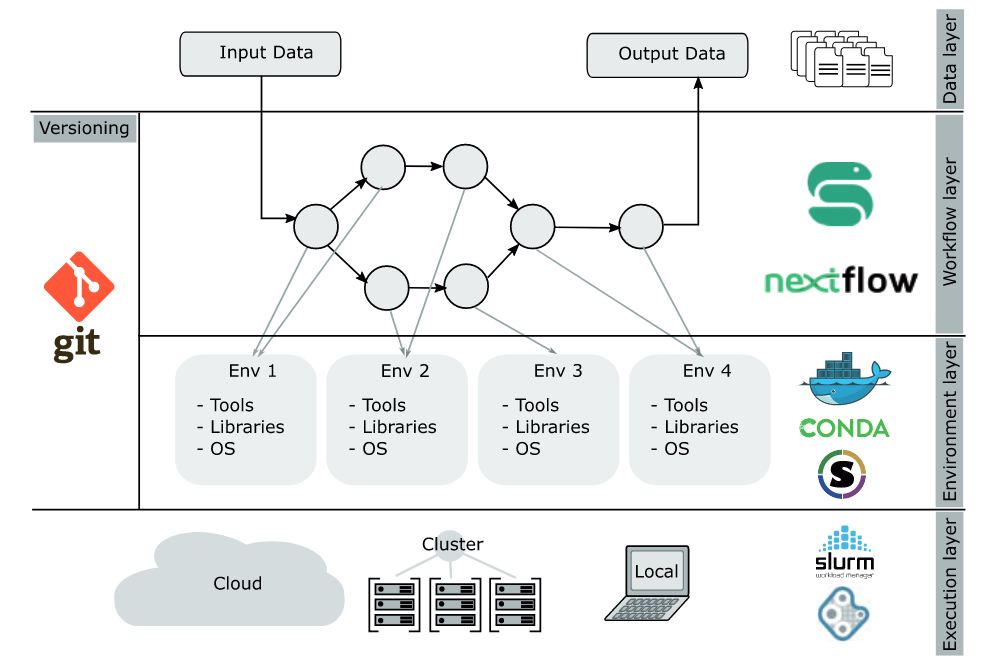 Input Data
Output Data
Data layer
Versioning
Workflow layer
git
nextflow
Env 1
- Tools
- Libraries
- OS
Env 2
- Tools
- Libraries
- OS
Env 3
- Tools
- Libraries
- OS
Env 4
- Tools
- Libraries
- OS
CONDA
S
Environment layer
Cloud
Cluster
Local
slurm
workload manager
Execution layer